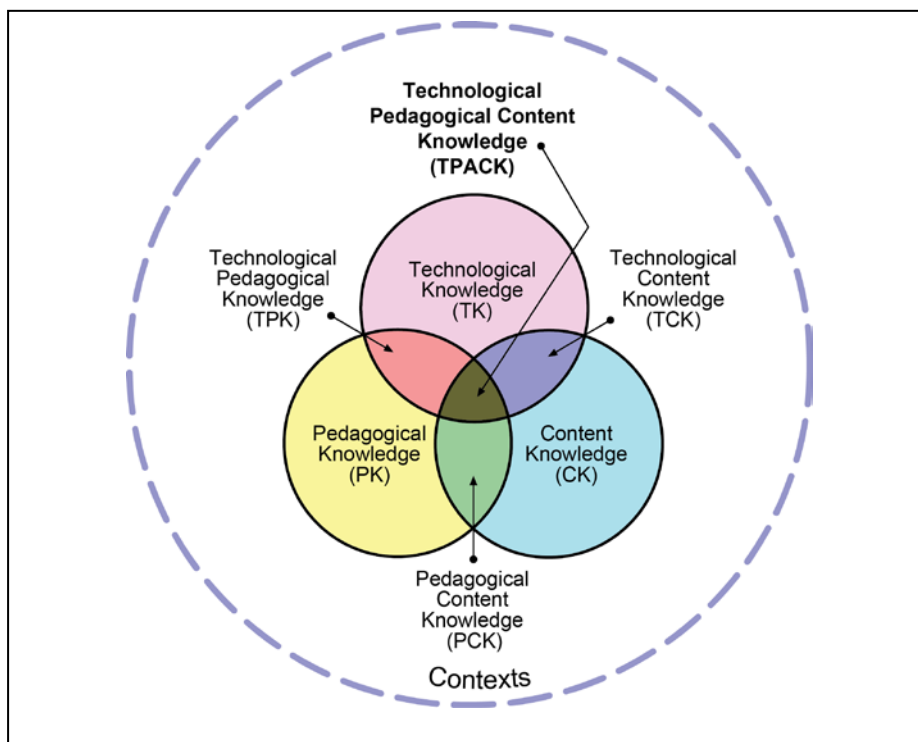 Technological
Pedagogical Content
Knowledge
(TPACK)
Technological
Pedagogical
Knowledge
(TPK)
Technological
Knowledge
(TK)
Technological
Content
Knowledge
(TCK)
Pedagogical
Knowledge
(PK)
Content
Knowledge
(CK)
Pedagogical
Content
Knowledge
(PCK)
Contexts